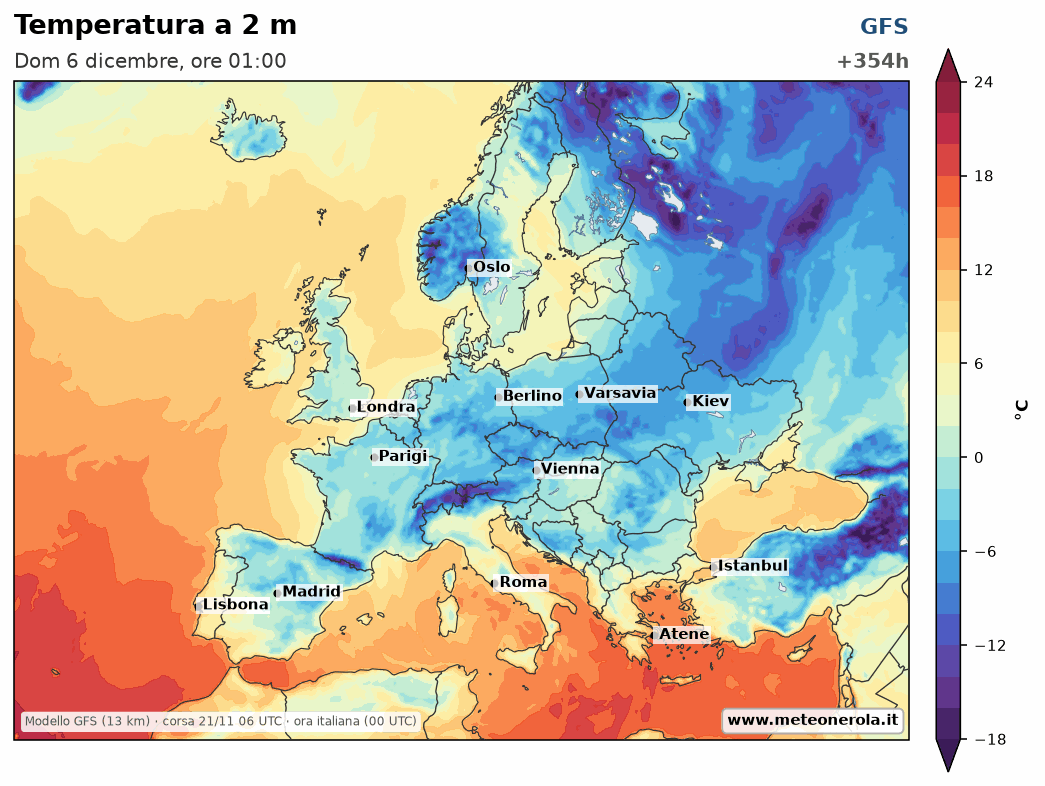 Temperatura a 2 m
GFS
Dom 6 dicembre, ore 01:00
+354h
24
18
12
6
0
−6
−12
−18
°C
Oslo
Londra
Berlino
Varsavia
Kiev
Parigi
Vienna
Istanbul
Roma
Madrid
Lisbona
Atene
Modello GFS (13 km) · corsa 21/11 06 UTC · ora italiana (00 UTC)
www.meteonerola.it